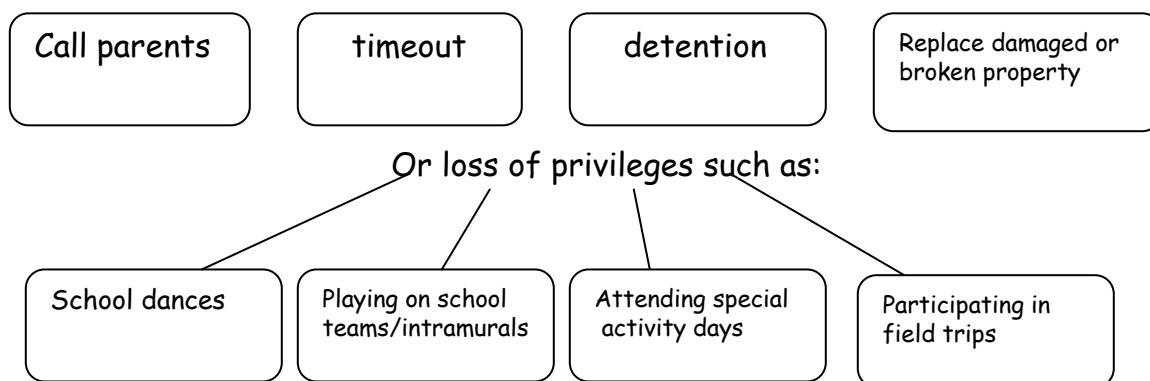 Call parents
timeout
detention
Replace damaged or
broken property
Or loss of privileges such as:
School dances
Playing on school
teams/intramurals
Attending special
activity days
Participating in
field trips